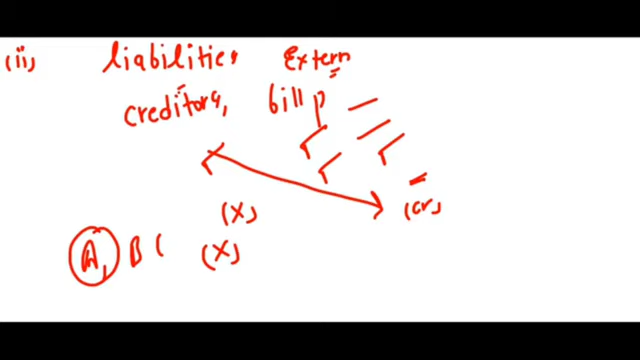 (ii) liabilities Extern
creditors, bill p
(cr)
(X)
A, B C (X)